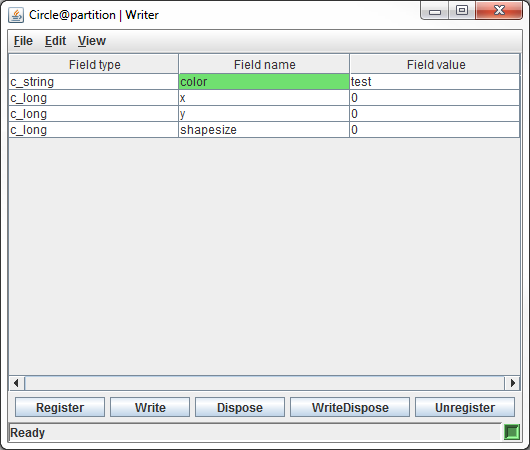 Circle@partition | Writer
File Edit View
Field type Field name Field value
c_string color test
c_long x 0
c_long y 0
c_long shapesize 0
Register Write Dispose WriteDispose Unregister
Ready